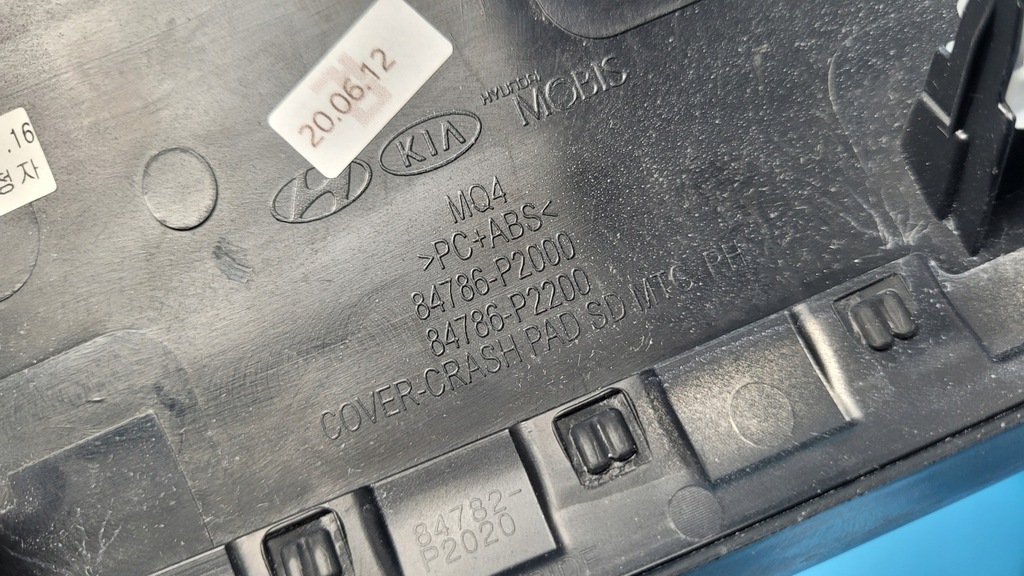 20.06.12
.16
정자
KIA
HYUNDAI
MOBIS
MQ4
>PC+ABS<
84786-P2000
84786-P2200
COVER-CRASH PAD SD MTG, RH
84782-
P2020